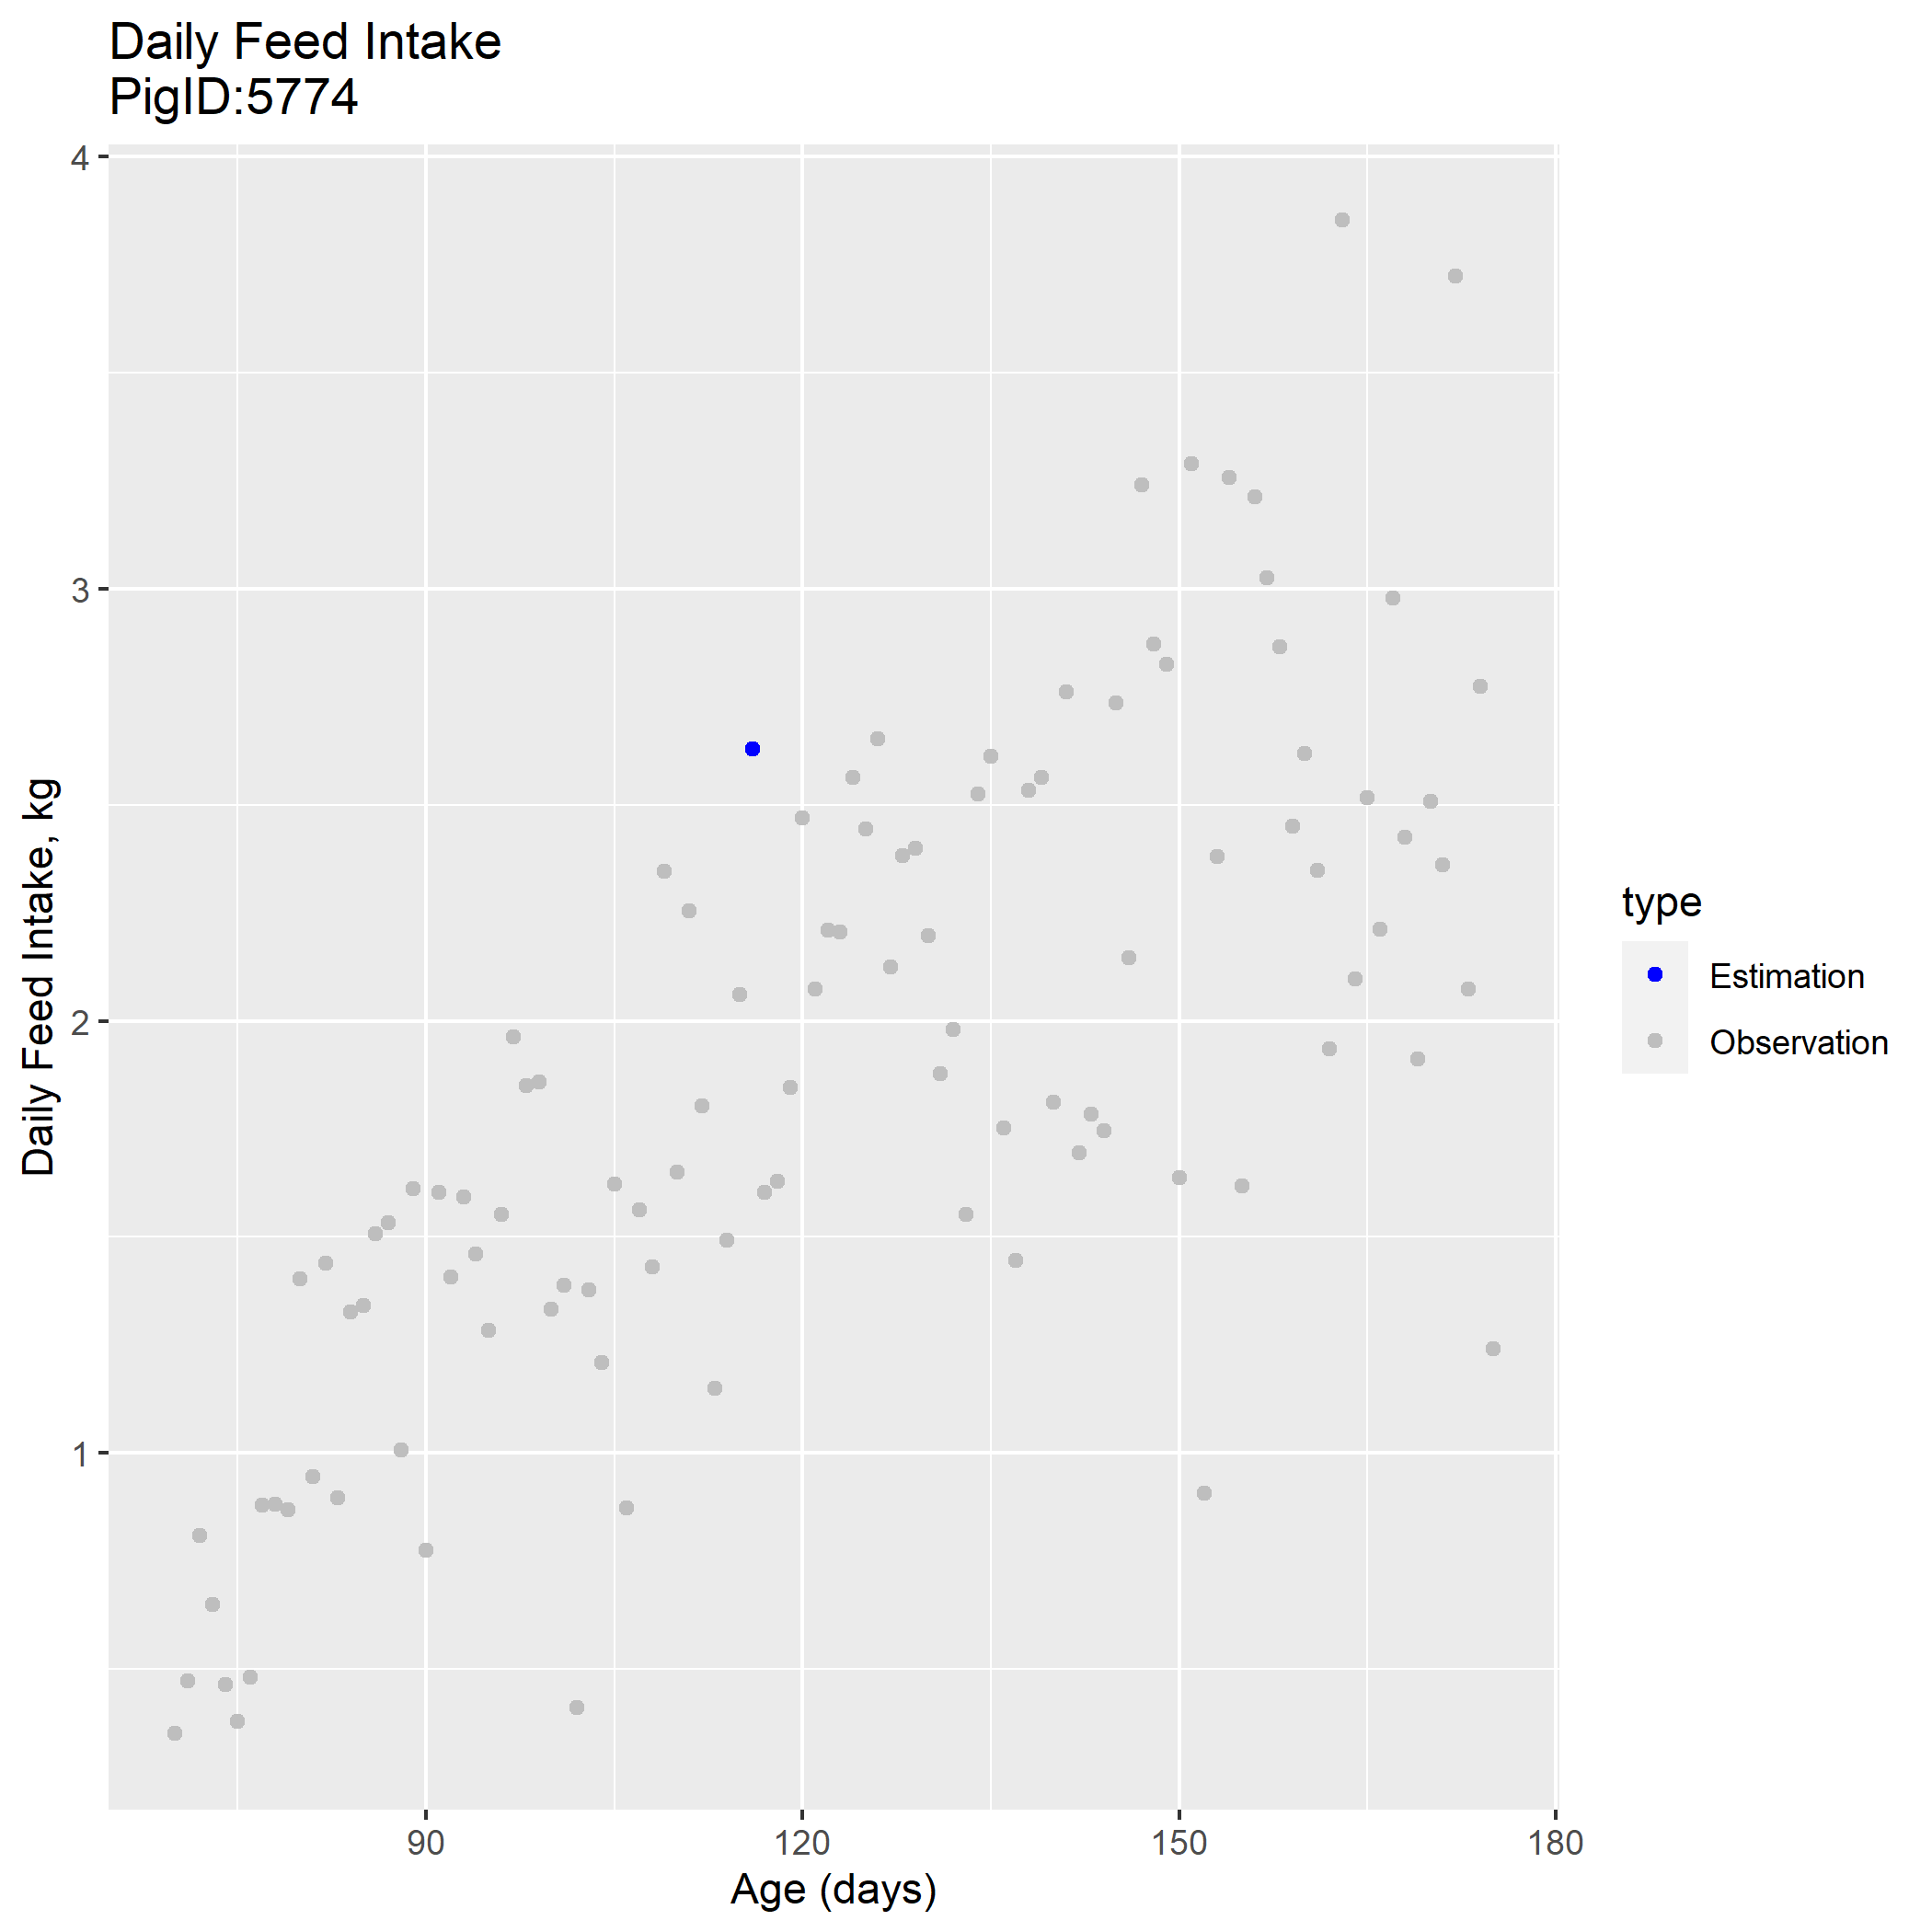 Daily Feed Intake
PigID:5774
4
3
2
1
Daily Feed Intake, kg
90 120 150 180
Age (days)
type
Estimation
Observation